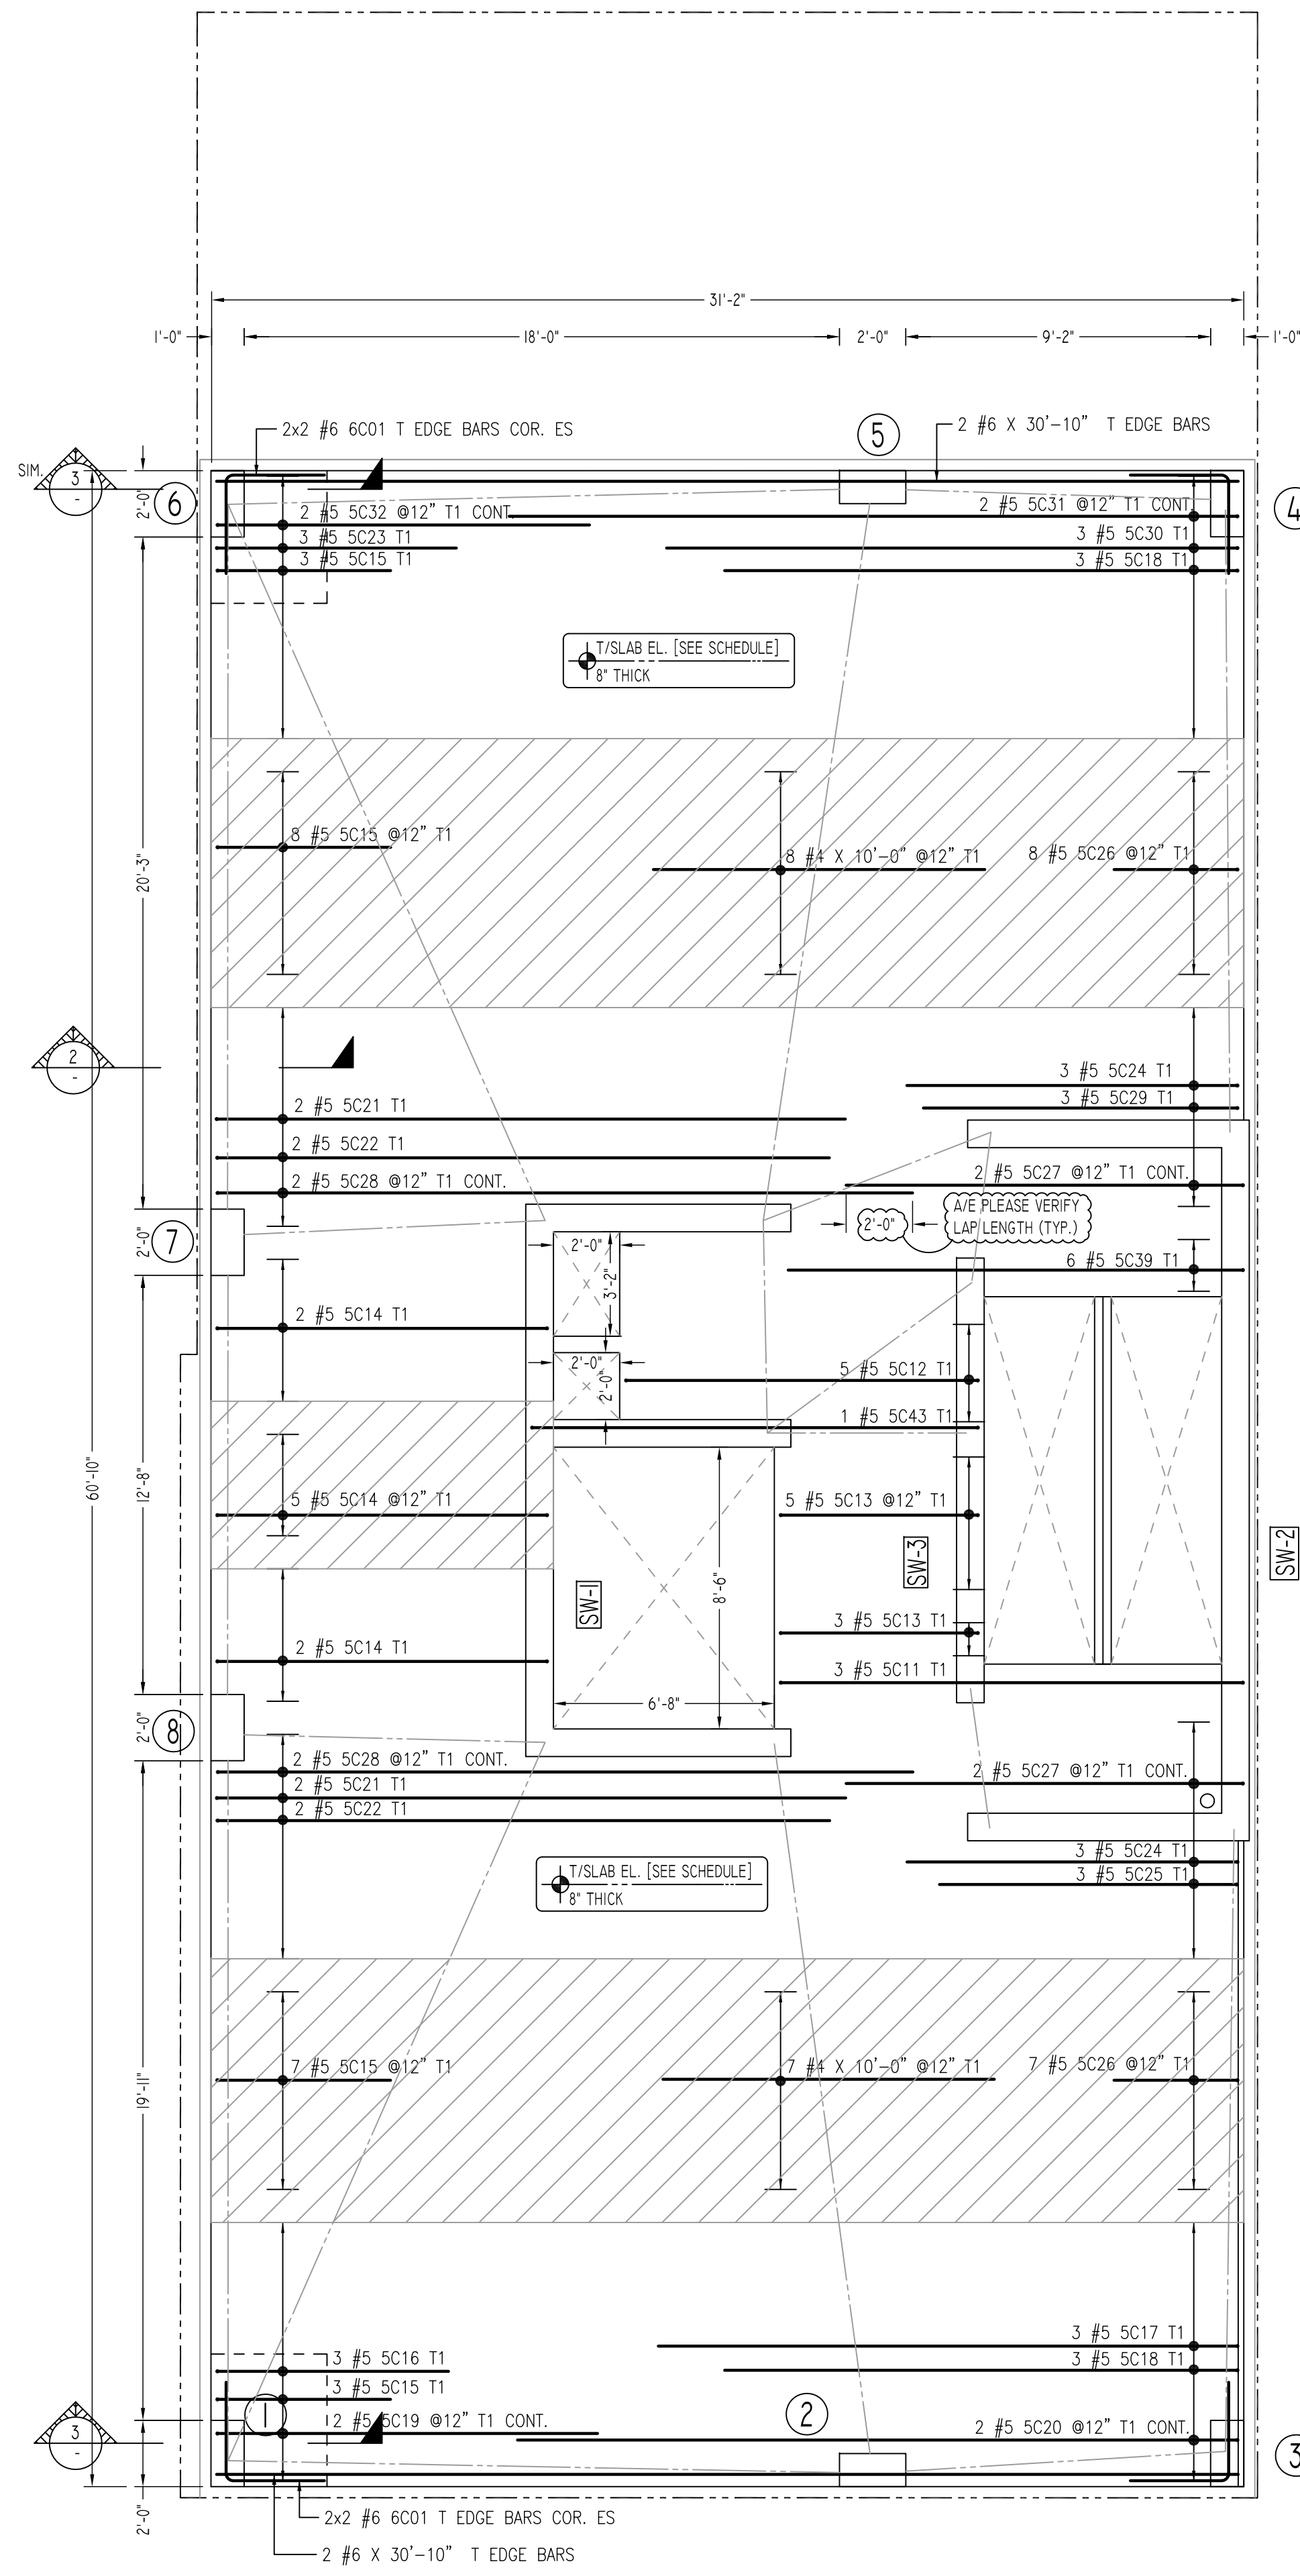 31'-2"
1'-0"
18'-0"
2'-0"
9'-2"
1'-0"
2x2 #6 6C01 T EDGE BARS COR. ES
5
2 #6 X 30'-10" T EDGE BARS
SIM.
3
-
2'-0"
6
4
2 #5 5C32 @12" T1 CONT.
2 #5 5C31 @12" T1 CONT.
3 #5 5C23 T1
3 #5 5C30 T1
3 #5 5C15 T1
3 #5 5C18 T1
T/SLAB EL. [SEE SCHEDULE]
8" THICK
8 #5 5C15 @12" T1
8 #4 X 10'-0" @12" T1
8 #5 5C26 @12" T1
20'-3"
2
-
3 #5 5C24 T1
3 #5 5C29 T1
2 #5 5C21 T1
2 #5 5C22 T1
2 #5 5C28 @12" T1 CONT.
2 #5 5C27 @12" T1 CONT.
A/E PLEASE VERIFY
LAP LENGTH (TYP.)
2'-0"
7
2'-0"
2'-0"
3'-2"
6 #5 5C39 T1
2 #5 5C14 T1
2'-0"
2'-0"
5 #5 5C12 T1
1 #5 5C43 T1
60'-10"
12'-8"
5 #5 5C14 @12" T1
5 #5 5C13 @12" T1
SW-1
8'-6"
SW-3
SW-2
3 #5 5C13 T1
2 #5 5C14 T1
3 #5 5C11 T1
6'-8"
2'-0"
8
2 #5 5C28 @12" T1 CONT.
2 #5 5C27 @12" T1 CONT.
2 #5 5C21 T1
2 #5 5C22 T1
3 #5 5C24 T1
3 #5 5C25 T1
T/SLAB EL. [SEE SCHEDULE]
8" THICK
7 #5 5C15 @12" T1
7 #4 X 10'-0" @12" T1
7 #5 5C26 @12" T1
19'-11"
3 #5 5C17 T1
3 #5 5C16 T1
3 #5 5C18 T1
3 #5 5C15 T1
1
2
2 #5 5C19 @12" T1 CONT.
2 #5 5C20 @12" T1 CONT.
3
-
3
2'-0"
2x2 #6 6C01 T EDGE BARS COR. ES
2 #6 X 30'-10" T EDGE BARS